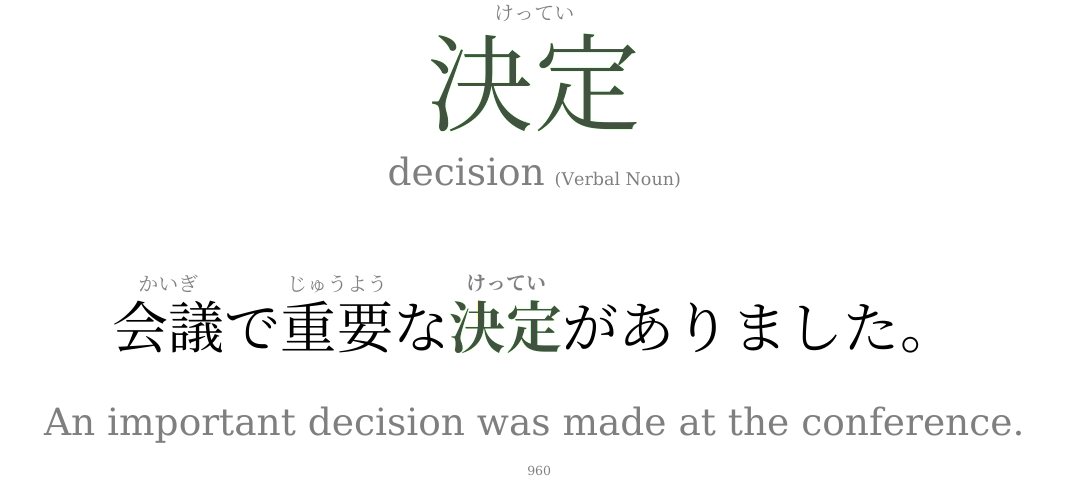 けってい
決定
decision (Verbal Noun)
かいぎ じゅうよう けってい
会議で重要な決定がありました。
An important decision was made at the conference.
960